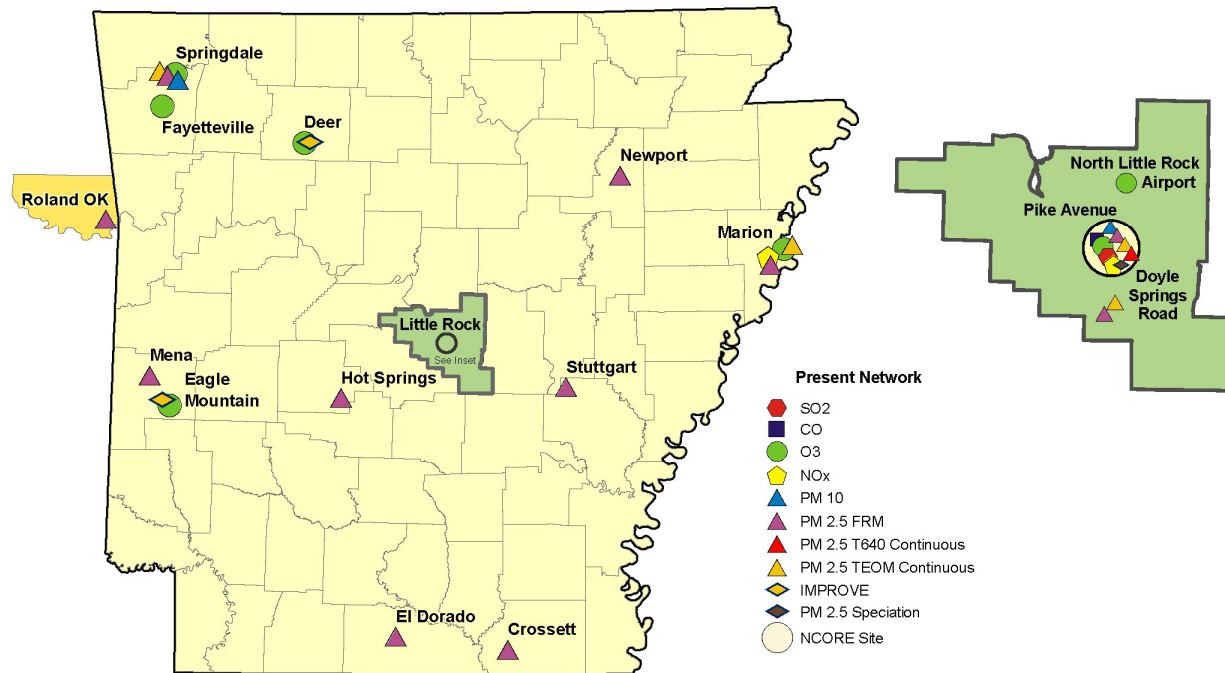 Springdale
Fayetteville
Deer
Newport
Roland OK
Marion
Little Rock
See Inset
Mena
Eagle
Mountain
Hot Springs
Stuttgart
El Dorado
Crossett
North Little Rock
Airport
Pike Avenue
Doyle
Springs
Road
Present Network
SO2
CO
O3
NOx
PM 10
PM 2.5 FRM
PM 2.5 T640 Continuous
PM 2.5 TEOM Continuous
IMPROVE
PM 2.5 Speciation
NCORE Site